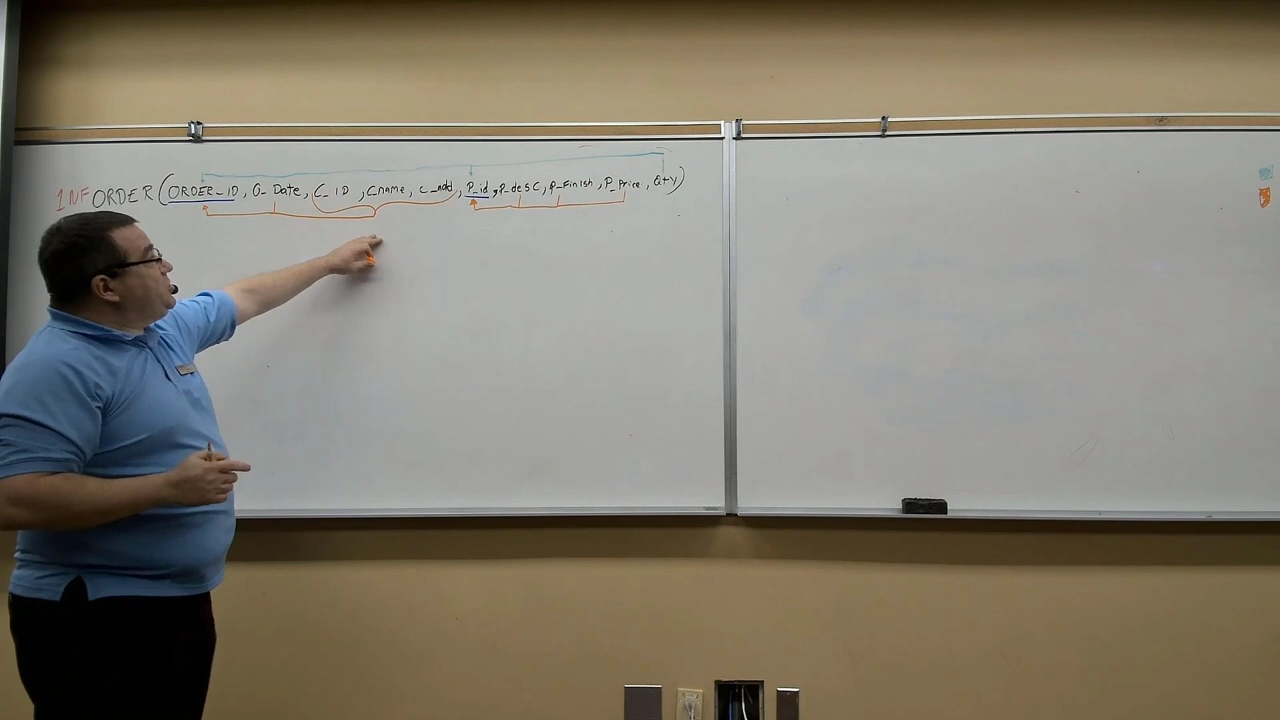 1NF ORDER (ORDER_ID, O_Date, C_ID, Cname, C_add, P_id, P_desc, P_Finish, P_Price, Qty)